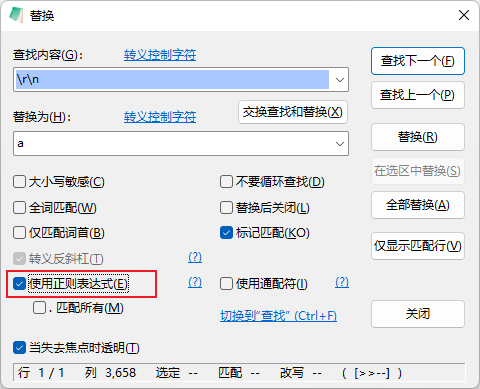 替换
查找内容(G): 转义控制字符
\r\n
查找下一个(F)
查找上一个(P)
替换为(H): 转义控制字符 交换查找和替换(X)
a
替换(R)
在选区中替换(S)
全部替换(A)
仅显示匹配行(V)
关闭
大小写敏感(C) 不要循环查找(D)
全词匹配(W) 替换后关闭(L)
仅匹配词首(B) 标记匹配(KO)
转义反斜杠(T) (?)
使用正则表达式(E) (?) 使用通配符(I) (?)
. 匹配所有(M) 切换到“查找” (Ctrl+F)
当失去焦点时透明(T)
行 1 / 1 列 3,658 选定 -- 匹配 -- 改写 -- ( [>>--] )